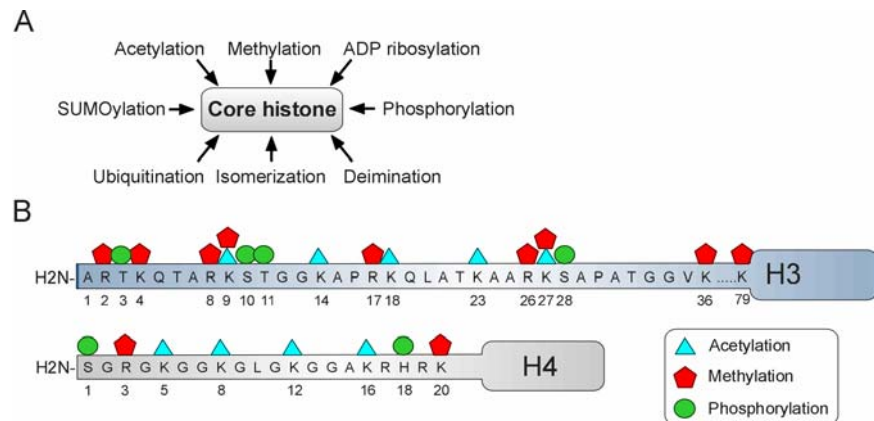 A
Acetylation Methylation ADP ribosylation
SUMOylation Core histone Phosphorylation
Ubiquitination Isomerization Deimination
B
H2N- A R T K Q T A R K S T G G K A P R K Q L A T K A A R K S A P A T G G V K ..... K H3
1 2 3 4 8 9 10 11 14 17 18 23 26 27 28 36 79
H2N- S G R G K G G K G L G K G G A K R H R K H4
1 3 5 8 12 16 18 20
Acetylation
Methylation
Phosphorylation